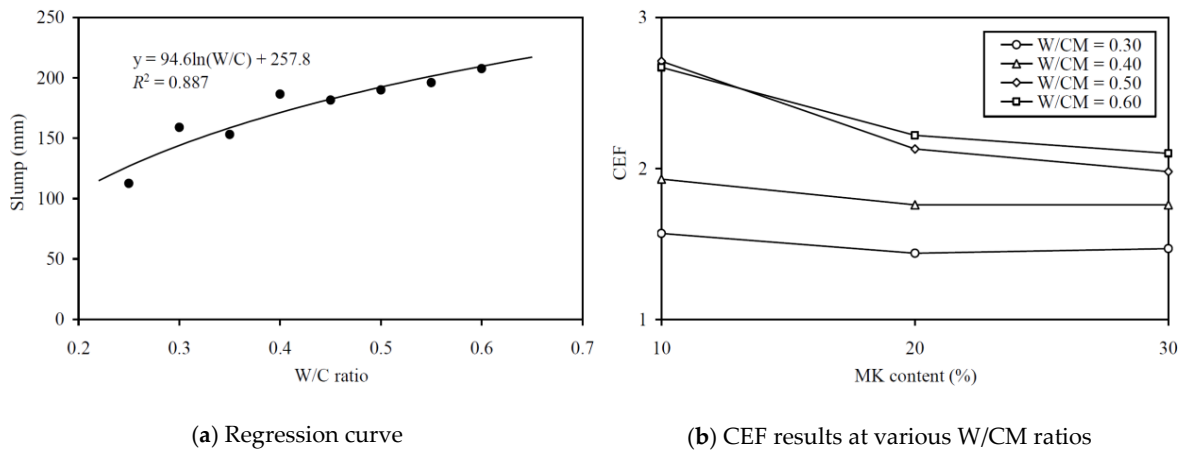 250
200
150
100
50
0
Slump (mm)
y = 94.6ln(W/C) + 257.8
R² = 0.887
0.2 0.3 0.4 0.5 0.6 0.7
W/C ratio
(a) Regression curve
3
2
1
CEF
W/CM = 0.30
W/CM = 0.40
W/CM = 0.50
W/CM = 0.60
10 20 30
MK content (%)
(b) CEF results at various W/CM ratios